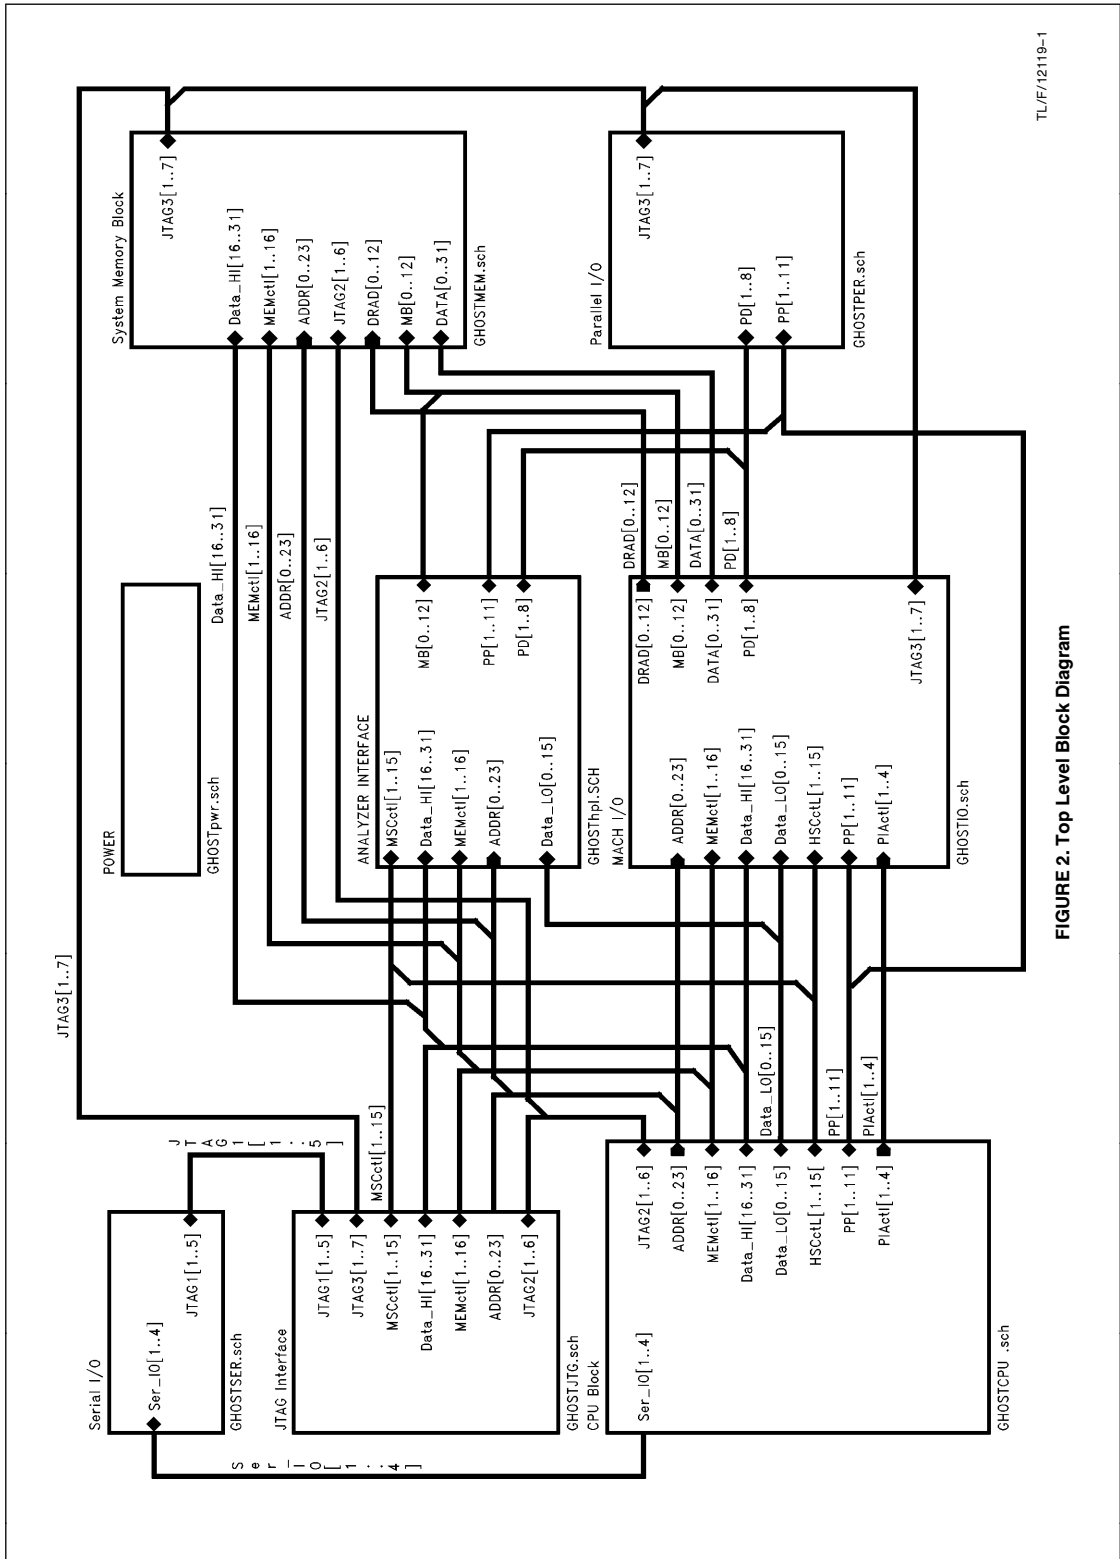 Serial I/O
Ser_IO[1..4]
JTAG1[1..5]
GHOSTSER.sch
Ser_IO[1..4]
JTAG1[1..5]
JTAG3[1..7]
JTAG Interface
JTAG1[1..5]
JTAG3[1..7]
MSCctl[1..15]
Data_HI[16..31]
MEMctl[1..16]
ADDR[0..23]
JTAG2[1..6]
GHOSTJTG.sch
MSCctl[1..15]
CPU Block
Ser_IO[1..4]
JTAG2[1..6]
ADDR[0..23]
MEMctl[1..16]
Data_HI[16..31]
Data_LO[0..15]
HSCctL[1..15[
PP[1..11]
PIActl[1..4]
GHOSTCPU .sch
Data_LO[0..15]
PP[1..11]
PIActl[1..4]
POWER
GHOSTpwr.sch
ANALYZER INTERFACE
MSCctl[1..15]
Data_HI[16..31]
MEMctl[1..16]
ADDR[0..23]
Data_LO[0..15]
MB[0..12]
PP[1..11]
PD[1..8]
GHOSThpl.SCH
MACH I/O
ADDR[0..23]
MEMctl[1..16]
Data_HI[16..31]
Data_LO[0..15]
HSCctL[1..15]
PP[1..11]
PIActl[1..4]
DRAD[0..12]
MB[0..12]
DATA[0..31]
PD[1..8]
JTAG3[1..7]
GHOSTIO.sch
Data_HI[16..31]
MEMctl[1..16]
ADDR[0..23]
JTAG2[1..6]
DRAD[0..12]
MB[0..12]
DATA[0..31]
PD[1..8]
System Memory Block
JTAG3[1..7]
Data_HI[16..31]
MEMctl[1..16]
ADDR[0..23]
JTAG2[1..6]
DRAD[0..12]
MB[0..12]
DATA[0..31]
GHOSTMEM.sch
Parallel I/O
JTAG3[1..7]
PD[1..8]
PP[1..11]
GHOSTPER.sch
TL/F/12119–1
FIGURE 2. Top Level Block Diagram